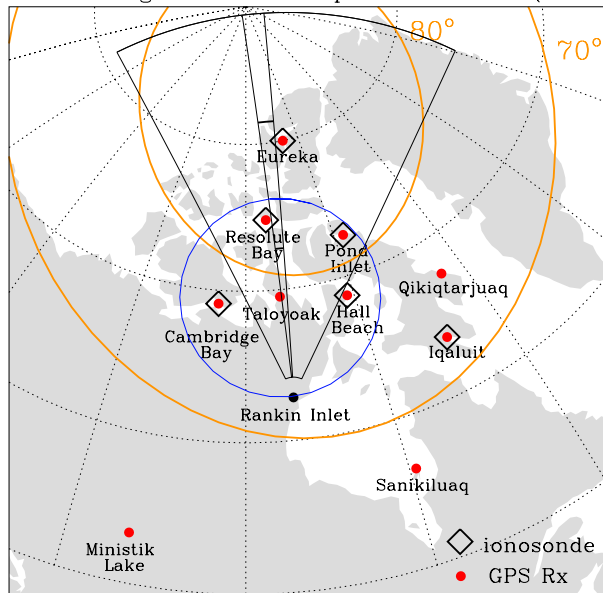 80°
70°
Eureka
Resolute
Bay
Pond
Inlet
Qikiqtarjuaq
Taloyoak
Hall
Beach
Cambridge
Bay
Iqaluit
Rankin Inlet
Sanikiluaq
Ministik
Lake
ionosonde
GPS Rx